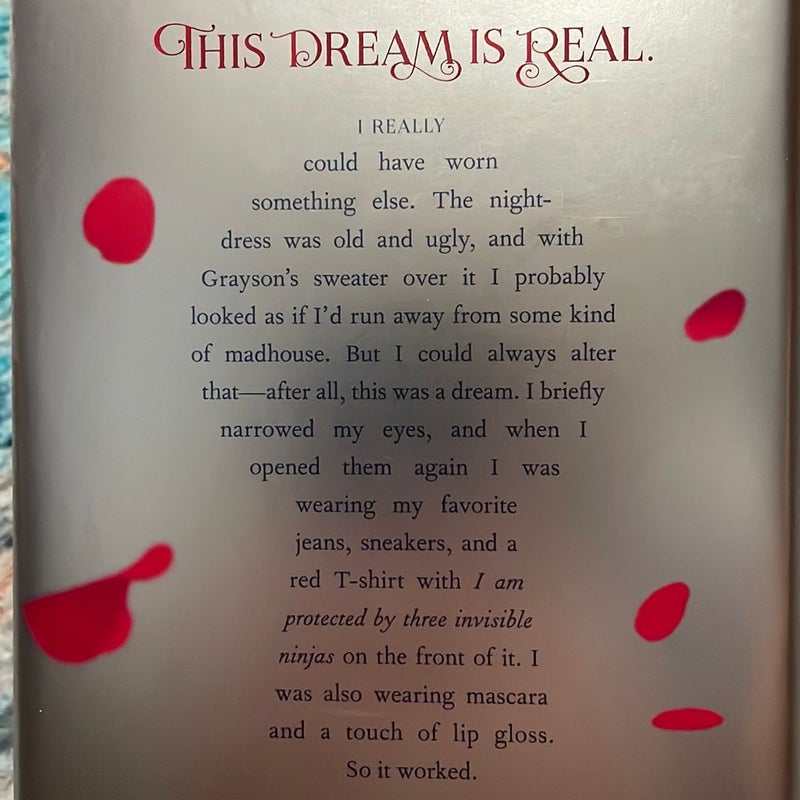 THIS DREAM IS REAL.
I REALLY
could have worn
something else. The night-
dress was old and ugly, and with
Grayson’s sweater over it I probably
looked as if I’d run away from some kind
of madhouse. But I could always alter
that—after all, this was a dream. I briefly
narrowed my eyes, and when I
opened them again I was
wearing my favorite
jeans, sneakers, and a
red T-shirt with I am
protected by three invisible
ninjas on the front of it. I
was also wearing mascara
and a touch of lip gloss.
So it worked.